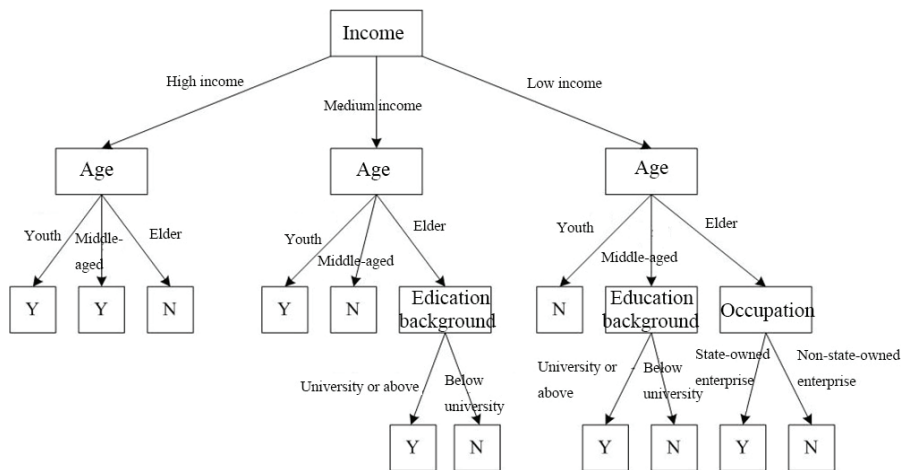 Income
High income
Medium income
Low income
Age
Age
Age
Youth
Middle-
aged
Elder
Youth
Middle-aged
Elder
Youth
Middle-aged
Elder
Y
Y
N
Y
N
Edication
background
N
Education
background
Occupation
University or above
Below
university
University or
above
Below
university
State-owned
enterprise
Non-state-owned
enterprise
Y
N
Y
N
Y
N